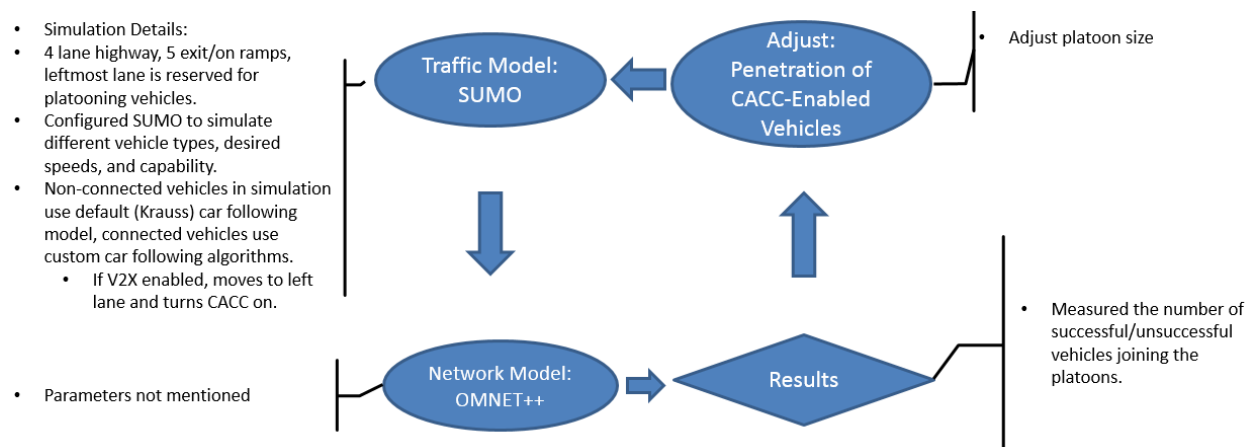 • Simulation Details:
• 4 lane highway, 5 exit/on ramps,
leftmost lane is reserved for
platooning vehicles.
• Configured SUMO to simulate
different vehicle types, desired
speeds, and capability.
• Non-connected vehicles in simulation
use default (Krauss) car following
model, connected vehicles use
custom car following algorithms.
• If V2X enabled, moves to left
lane and turns CACC on.
Traffic Model:
SUMO
Adjust:
Penetration of
CACC-Enabled
Vehicles
• Adjust platoon size
• Parameters not mentioned
Network Model:
OMNET++
Results
• Measured the number of
successful/unsuccessful
vehicles joining the
platoons.